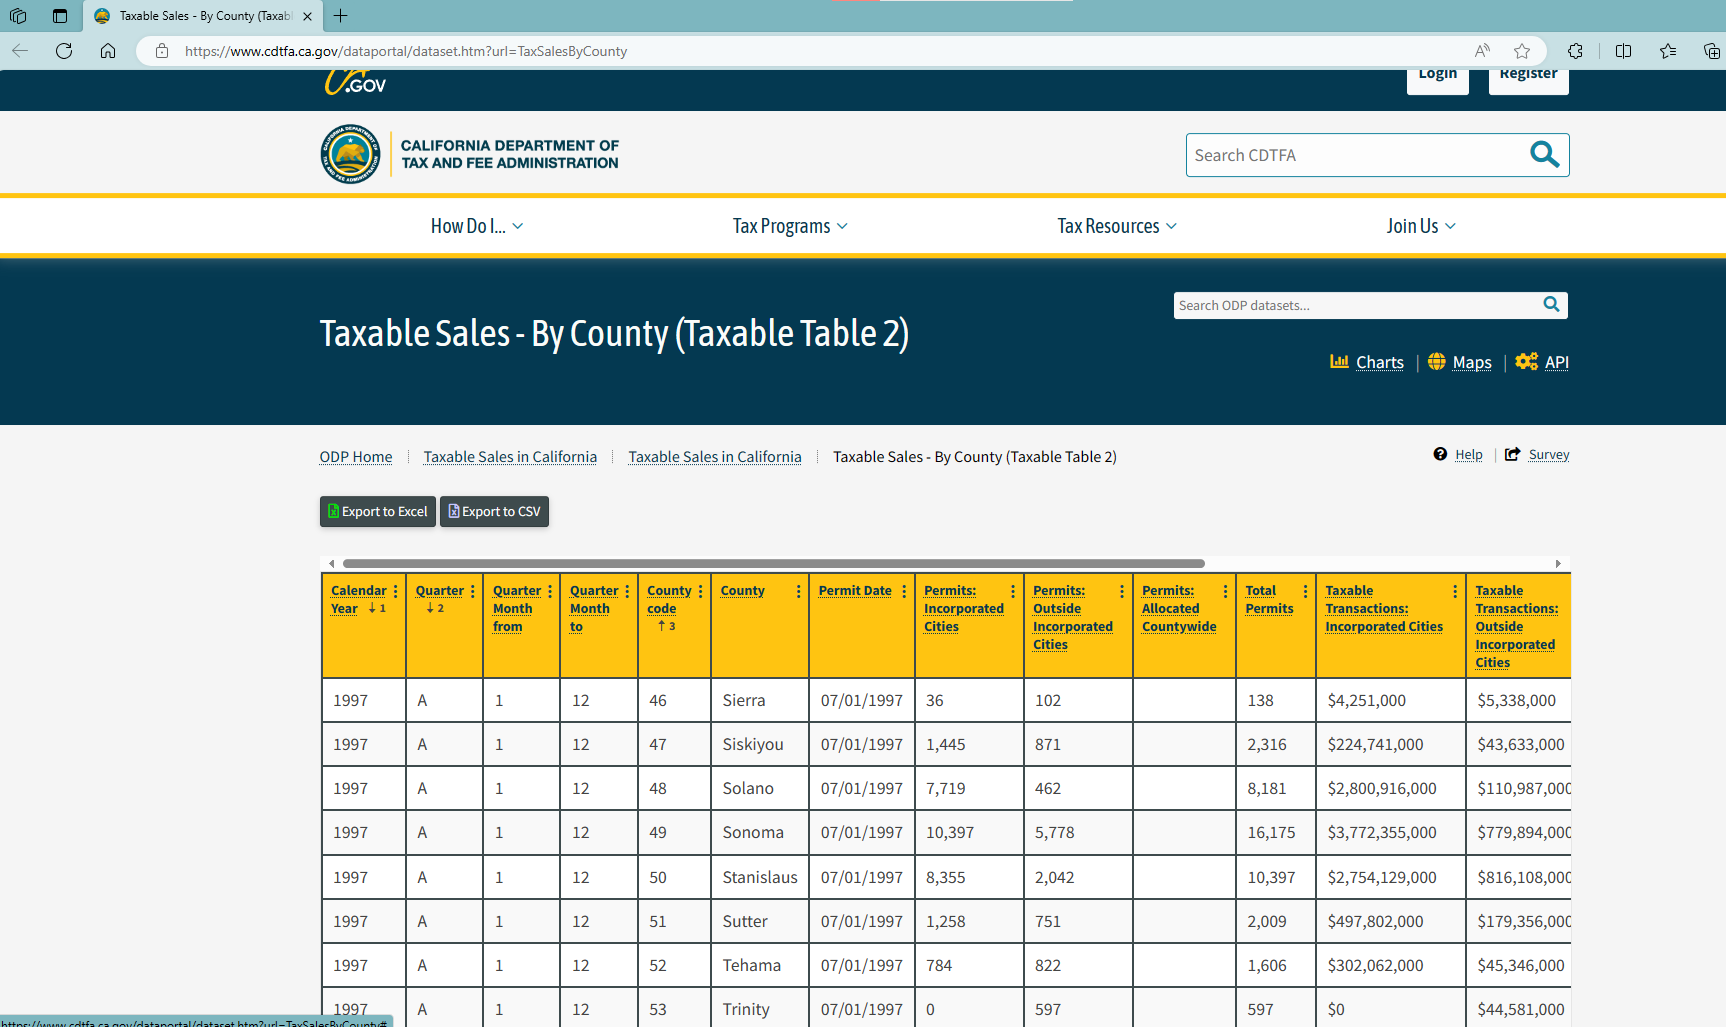 Taxable Sales - By County (Taxabl
https://www.cdtfa.ca.gov/dataportal/dataset.htm?url=TaxSalesByCounty
CA.GOV
Login
Register
CALIFORNIA DEPARTMENT OF
TAX AND FEE ADMINISTRATION
Search CDTFA
How Do I...
Tax Programs
Tax Resources
Join Us
Search ODP datasets...
Taxable Sales - By County (Taxable Table 2)
Charts | Maps | API
ODP Home | Taxable Sales in California | Taxable Sales in California | Taxable Sales - By County (Taxable Table 2)
Help | Survey
Export to Excel
Export to CSV
Calendar Year 1 Quarter 2 Quarter Month from Quarter Month to County code 3 County Permit Date Permits: Incorporated Cities Permits: Outside Incorporated Cities Permits: Allocated Countywide Total Permits Taxable Transactions: Incorporated Cities Taxable Transactions: Outside Incorporated Cities
1997 A 1 12 46 Sierra 07/01/1997 36 102 138 $4,251,000 $5,338,000
1997 A 1 12 47 Siskiyou 07/01/1997 1,445 871 2,316 $224,741,000 $43,633,000
1997 A 1 12 48 Solano 07/01/1997 7,719 462 8,181 $2,800,916,000 $110,987,000
1997 A 1 12 49 Sonoma 07/01/1997 10,397 5,778 16,175 $3,772,355,000 $779,894,000
1997 A 1 12 50 Stanislaus 07/01/1997 8,355 2,042 10,397 $2,754,129,000 $816,108,000
1997 A 1 12 51 Sutter 07/01/1997 1,258 751 2,009 $497,802,000 $179,356,000
1997 A 1 12 52 Tehama 07/01/1997 784 822 1,606 $302,062,000 $45,346,000
1997 A 1 12 53 Trinity 07/01/1997 0 597 597 $0 $44,581,000
https://www.cdtfa.ca.gov/dataportal/dataset.htm?url=TaxSalesByCounty#